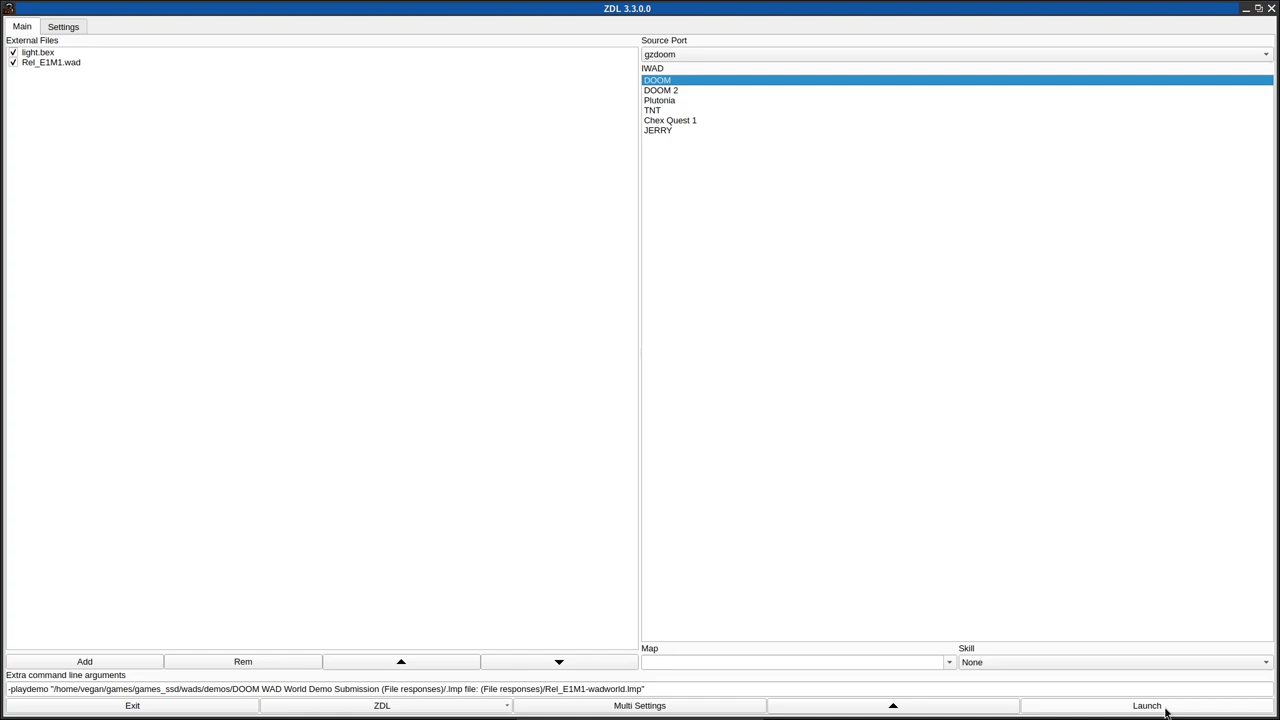 ZDL 3.3.0.0
Main Settings
External Files
light.bex
Rel_E1M1.wad
Source Port
gzdoom
IWAD
DOOM
DOOM 2
Plutonia
TNT
Chex Quest 1
JERRY
Add Rem
Map Skill
None
Extra command line arguments
-playdemo "/home/vegan/games/games_ssd/wads/demos/DOOM WAD World Demo Submission (File responses)/.lmp file: (File responses)/Rel_E1M1-wadworld.lmp"
Exit ZDL Multi Settings Launch